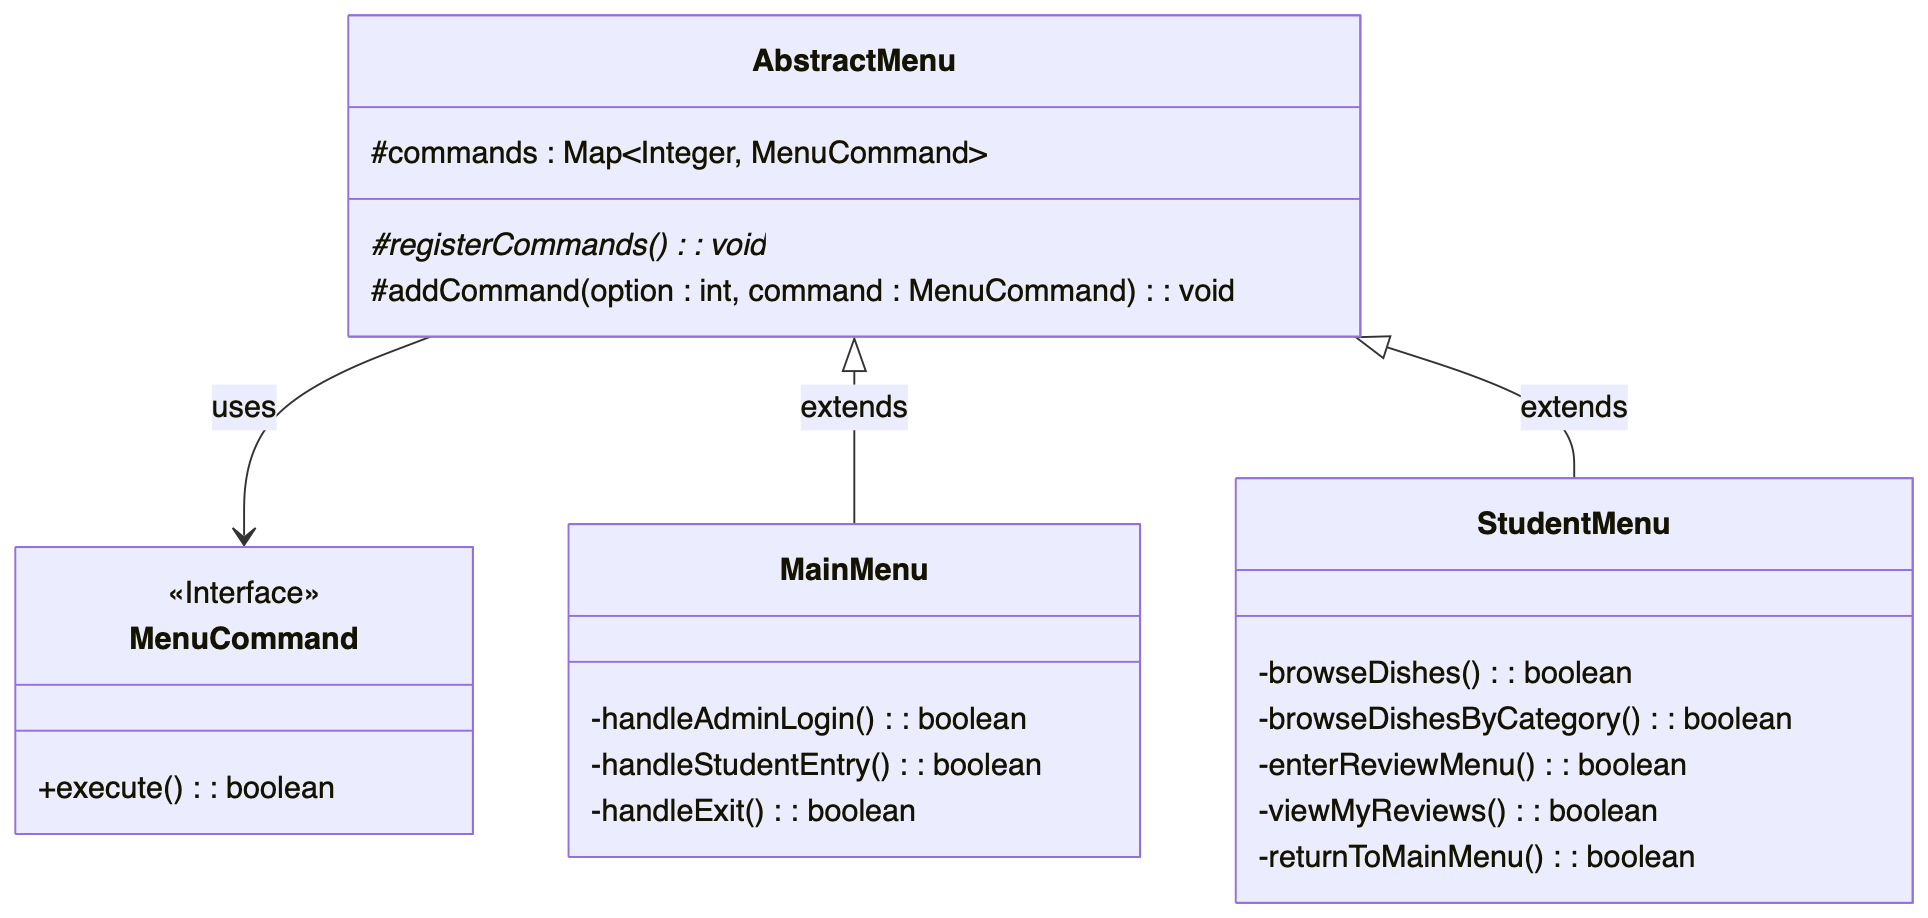 AbstractMenu
#commands : Map<Integer, MenuCommand>
#registerCommands() : : void
#addCommand(option : int, command : MenuCommand) : : void
uses
extends
extends
«Interface»
MenuCommand
+execute() : : boolean
MainMenu
-handleAdminLogin() : : boolean
-handleStudentEntry() : : boolean
-handleExit() : : boolean
StudentMenu
-browseDishes() : : boolean
-browseDishesByCategory() : : boolean
-enterReviewMenu() : : boolean
-viewMyReviews() : : boolean
-returnToMainMenu() : : boolean